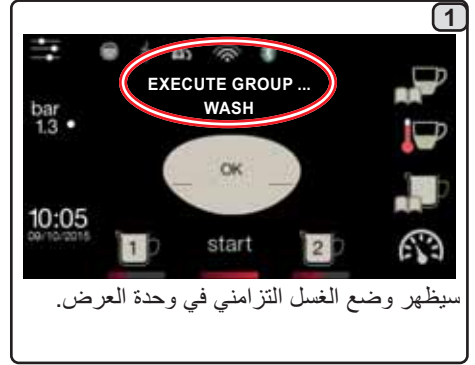 1
EXECUTE GROUP ...
WASH
bar
1.3
OK
10:05
09/10/2015
1
start
2
سيظهر وضع الغسل التزامني في وحدة العرض.